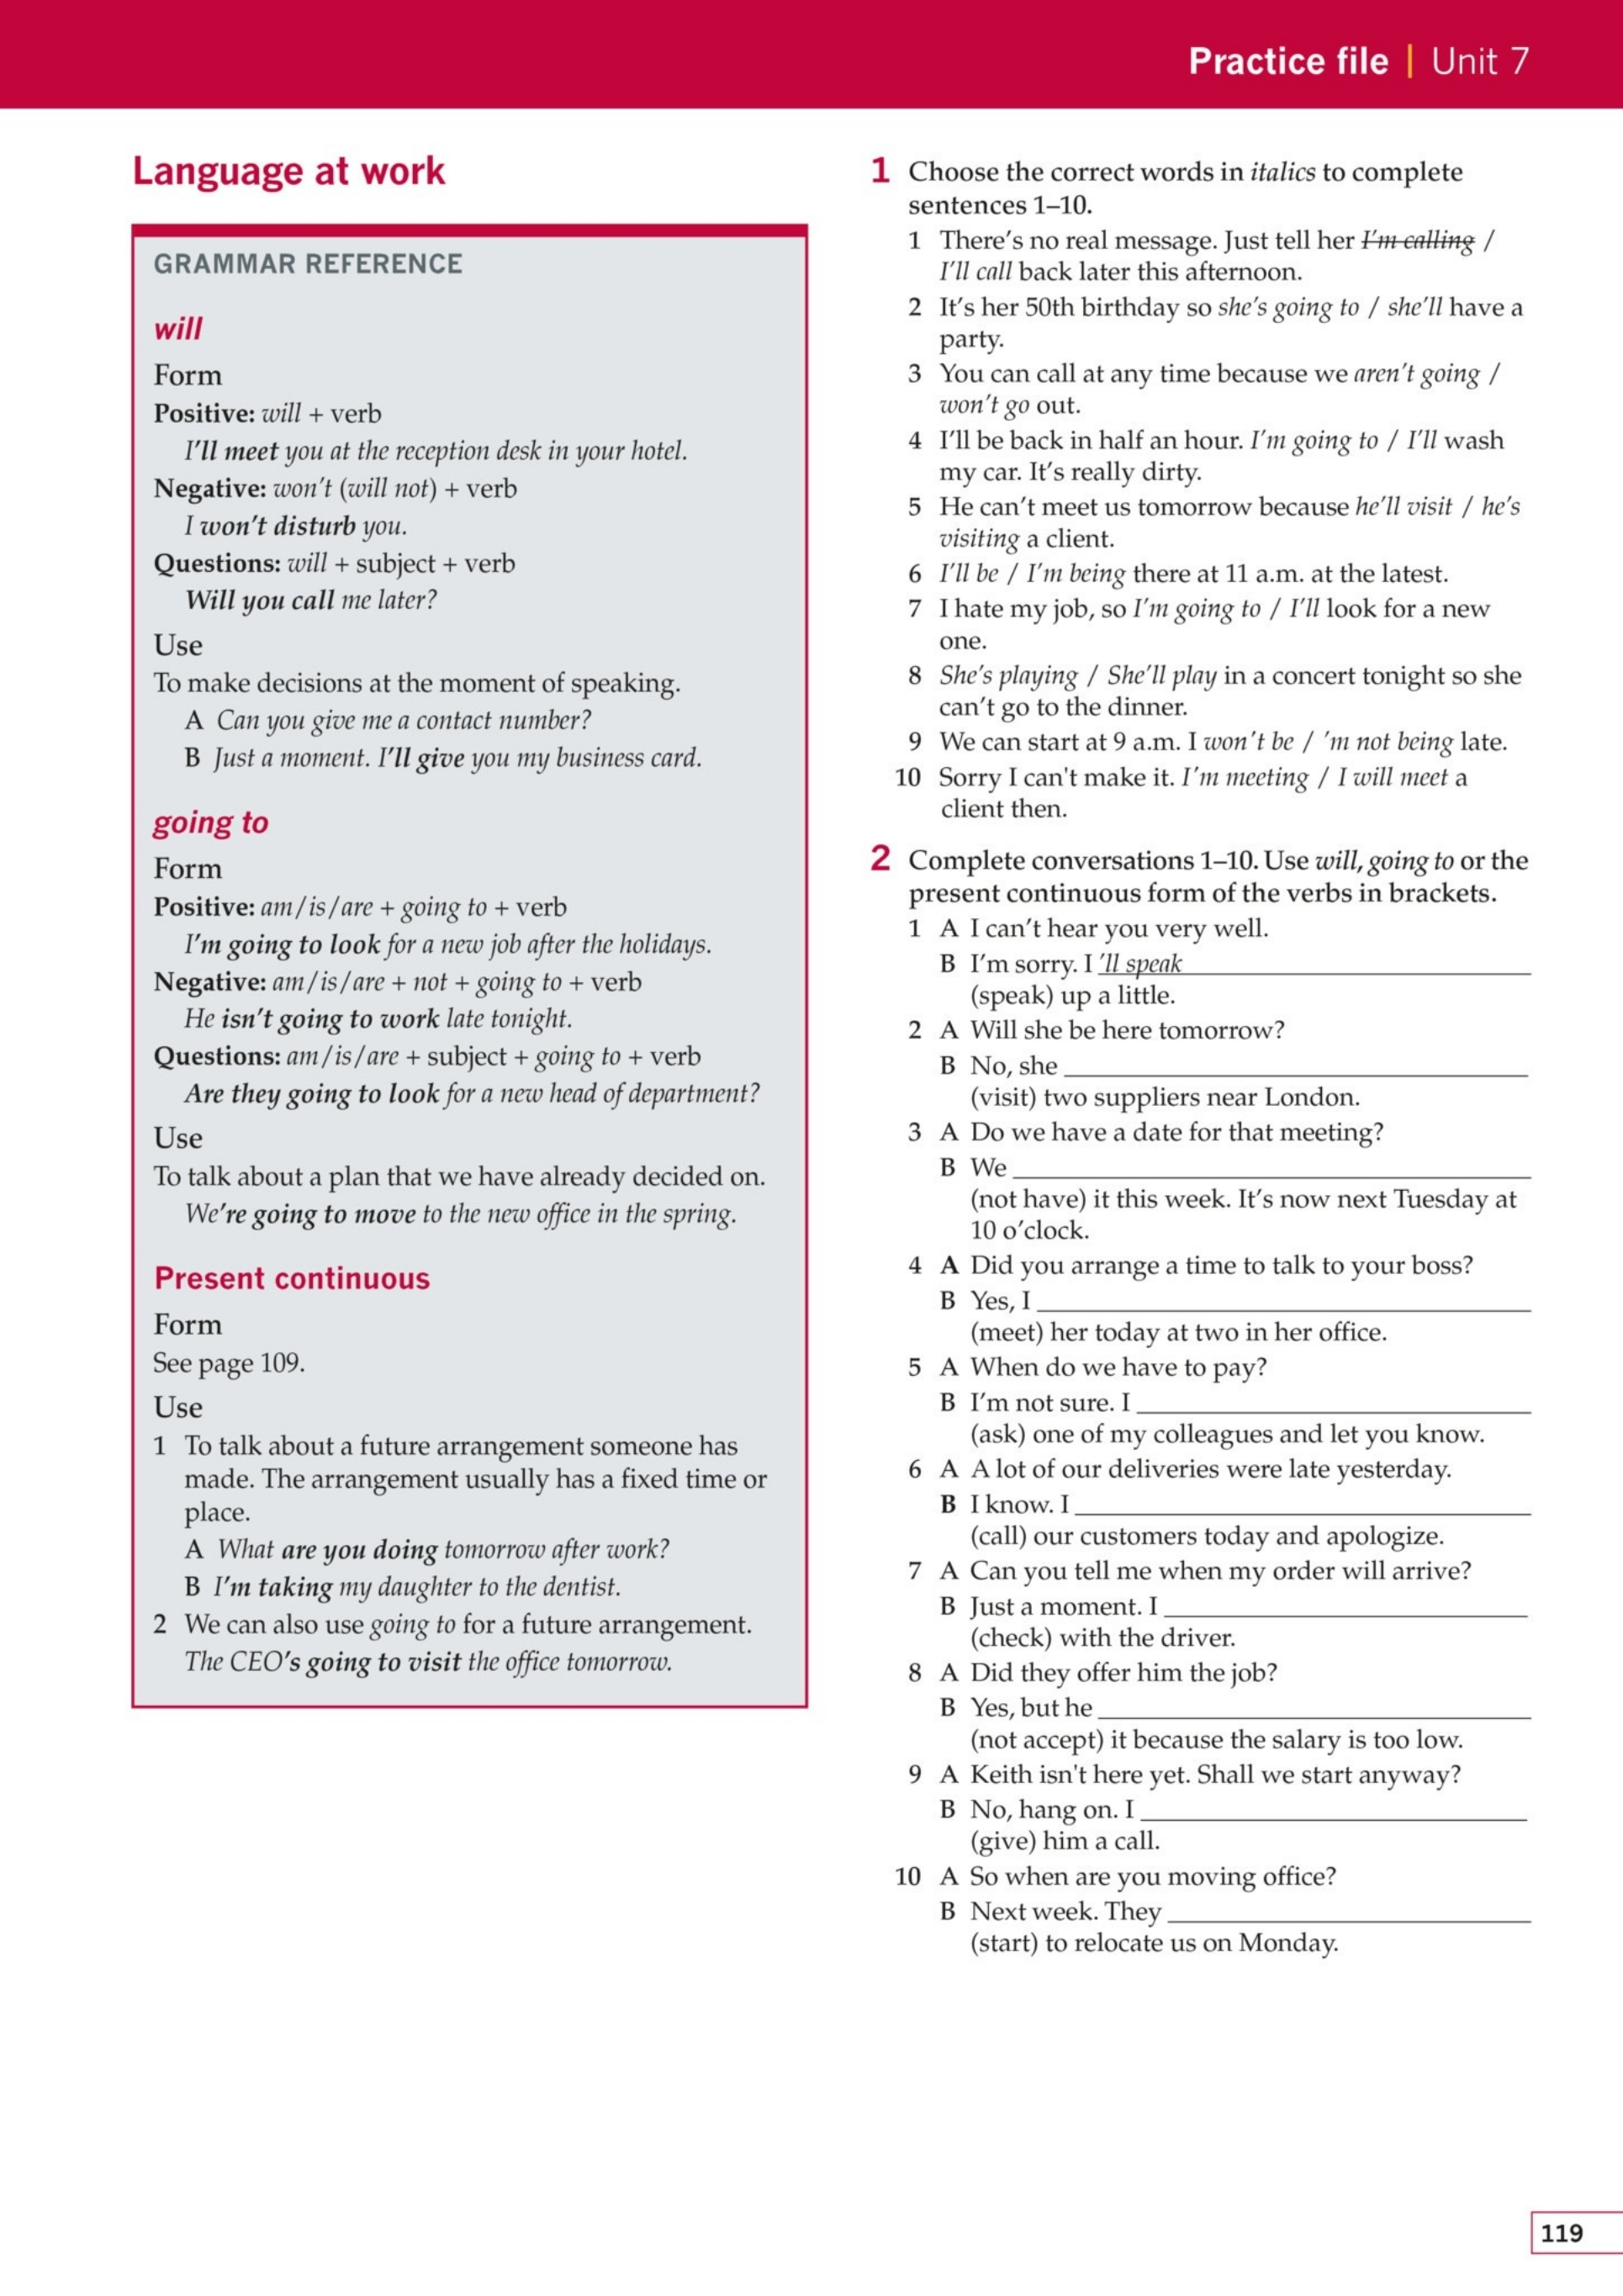 Practice file | Unit 7
Language at work
GRAMMAR REFERENCE
will
Form
Positive: will + verb
I'll meet you at the reception desk in your hotel.
Negative: won't (will not) + verb
I won't disturb you.
Questions: will + subject + verb
Will you call me later?
Use
To make decisions at the moment of speaking.
A Can you give me a contact number?
B Just a moment. I'll give you my business card.
going to
Form
Positive: am/is/are + going to + verb
I'm going to look for a new job after the holidays.
Negative: am/is/are + not + going to + verb
He isn't going to work late tonight.
Questions: am/is/are + subject + going to + verb
Are they going to look for a new head of department?
Use
To talk about a plan that we have already decided on.
We're going to move to the new office in the spring.
Present continuous
Form
See page 109.
Use
1 To talk about a future arrangement someone has
made. The arrangement usually has a fixed time or
place.
A What are you doing tomorrow after work?
B I'm taking my daughter to the dentist.
2 We can also use going to for a future arrangement.
The CEO's going to visit the office tomorrow.
1 Choose the correct words in italics to complete
sentences 1–10.
1 There's no real message. Just tell her I'm calling /
I'll call back later this afternoon.
2 It's her 50th birthday so she's going to / she'll have a
party.
3 You can call at any time because we aren't going /
won't go out.
4 I'll be back in half an hour. I'm going to / I'll wash
my car. It's really dirty.
5 He can't meet us tomorrow because he'll visit / he's
visiting a client.
6 I'll be / I'm being there at 11 a.m. at the latest.
7 I hate my job, so I'm going to / I'll look for a new
one.
8 She's playing / She'll play in a concert tonight so she
can't go to the dinner.
9 We can start at 9 a.m. I won't be / 'm not being late.
10 Sorry I can't make it. I'm meeting / I will meet a
client then.
2 Complete conversations 1–10. Use will, going to or the
present continuous form of the verbs in brackets.
1 A I can't hear you very well.
B I'm sorry. I 'll speak
(speak) up a little.
2 A Will she be here tomorrow?
B No, she
(visit) two suppliers near London.
3 A Do we have a date for that meeting?
B We
(not have) it this week. It's now next Tuesday at
10 o'clock.
4 A Did you arrange a time to talk to your boss?
B Yes, I
(meet) her today at two in her office.
5 A When do we have to pay?
B I'm not sure. I
(ask) one of my colleagues and let you know.
6 A A lot of our deliveries were late yesterday.
B I know. I
(call) our customers today and apologize.
7 A Can you tell me when my order will arrive?
B Just a moment. I
(check) with the driver.
8 A Did they offer him the job?
B Yes, but he
(not accept) it because the salary is too low.
9 A Keith isn't here yet. Shall we start anyway?
B No, hang on. I
(give) him a call.
10 A So when are you moving office?
B Next week. They
(start) to relocate us on Monday.
119